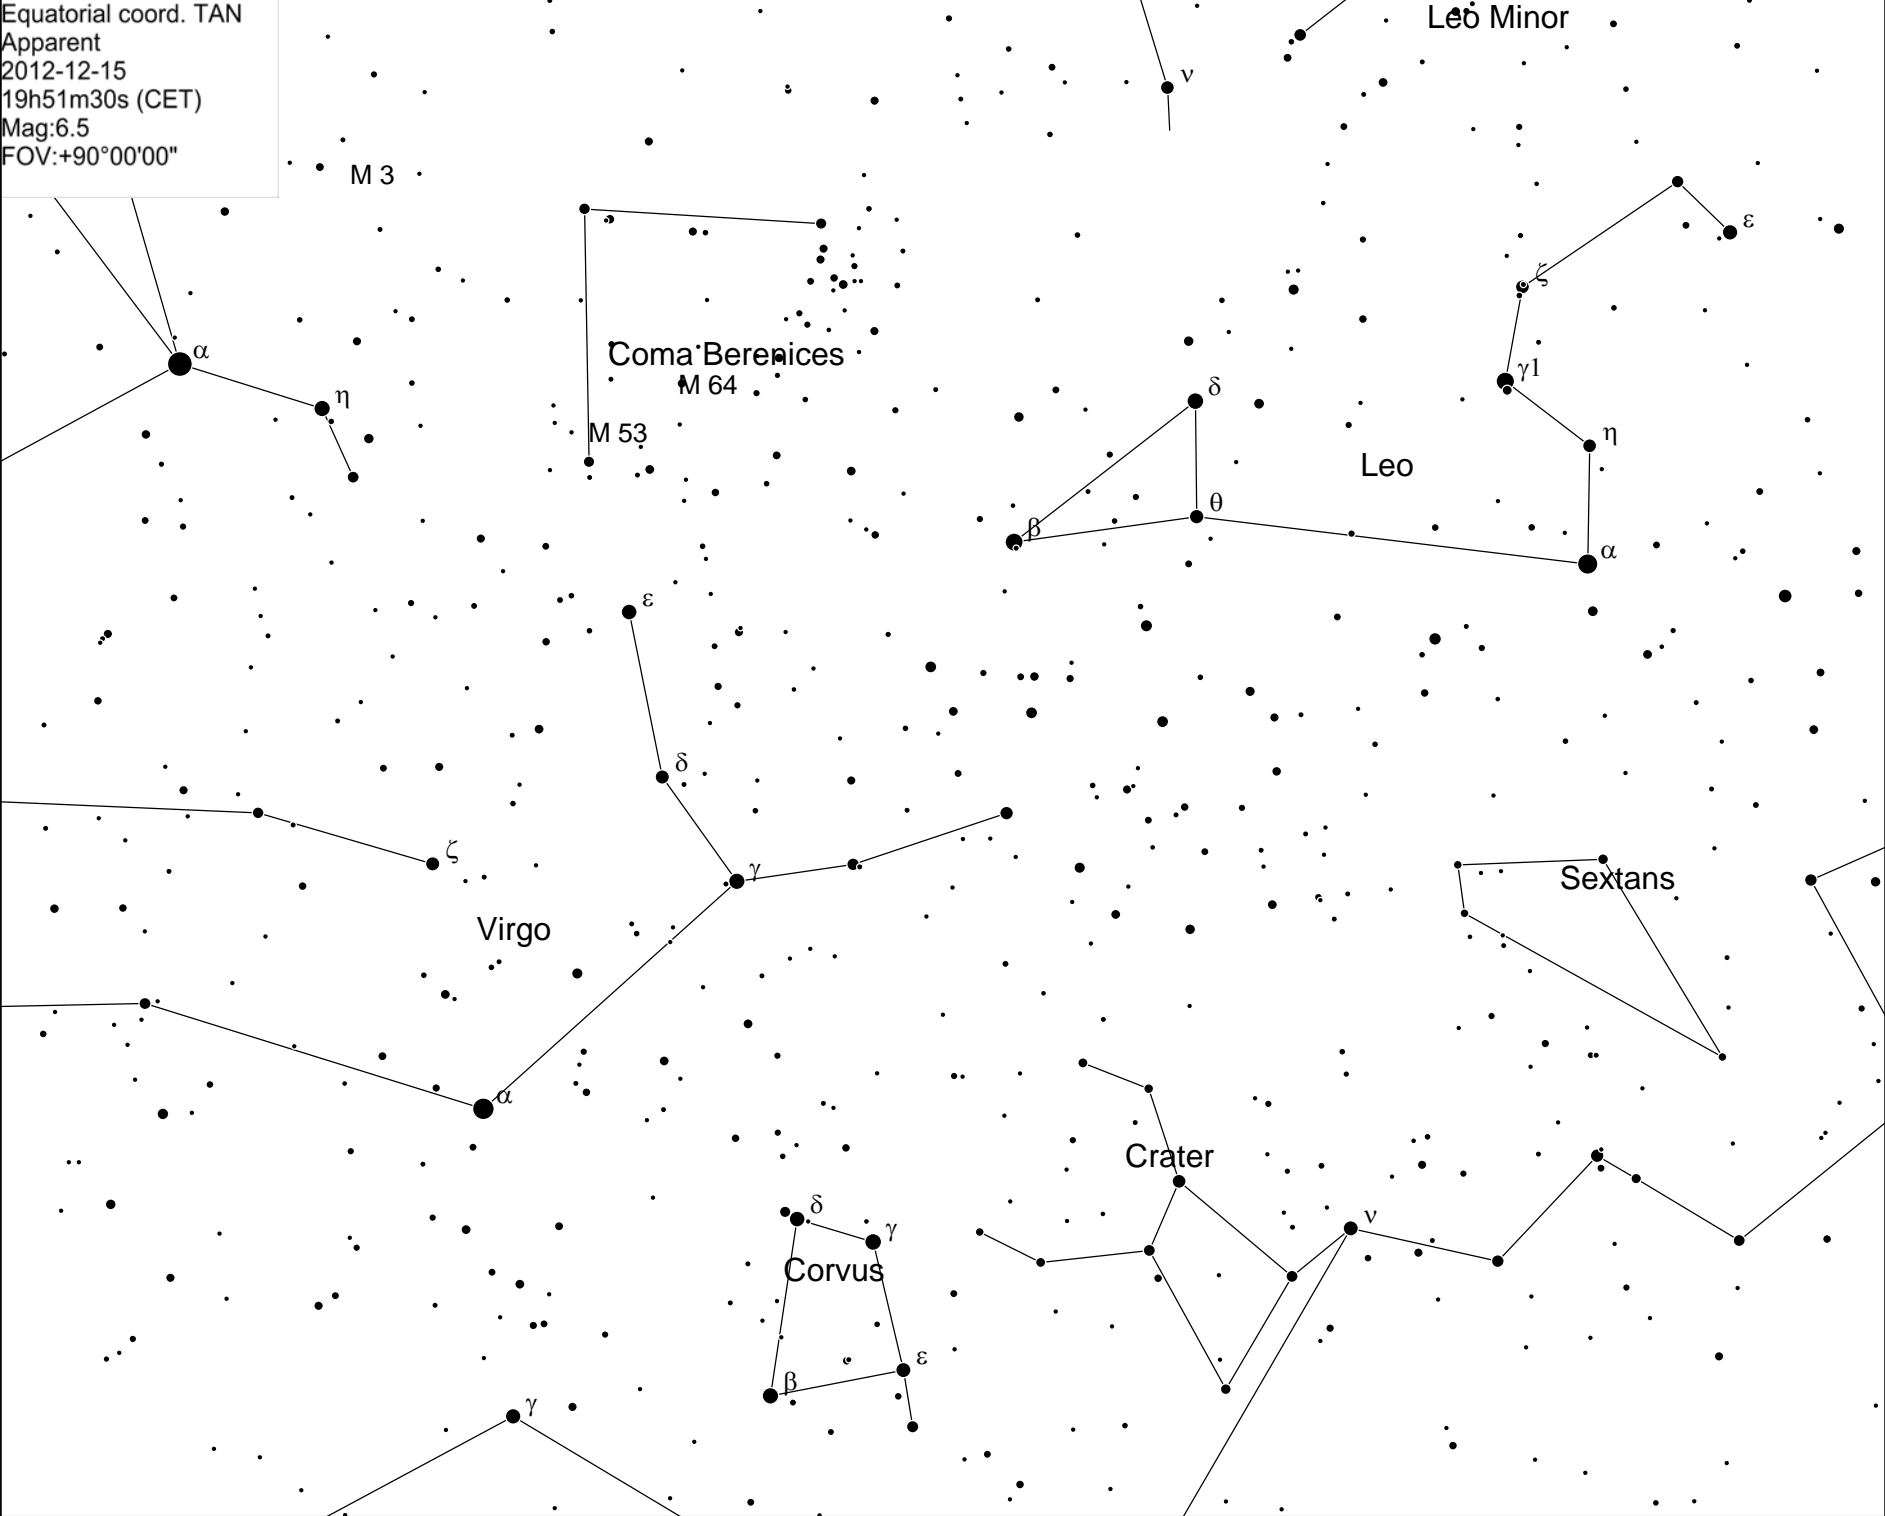 Equatorial coord. TAN
Apparent
2012-12-15
19h51m30s (CET)
Mag:6.5
FOV:+90°00'00"
Leo Minor
ν
M 3
ε
ζ
α
Coma Berenices
γ1
M 64
δ
η
η
M 53
Leo
θ
β
α
ε
δ
ζ
γ
Sextans
Virgo
α
Crater
δ
ν
γ
Corvus
ε
β
γ